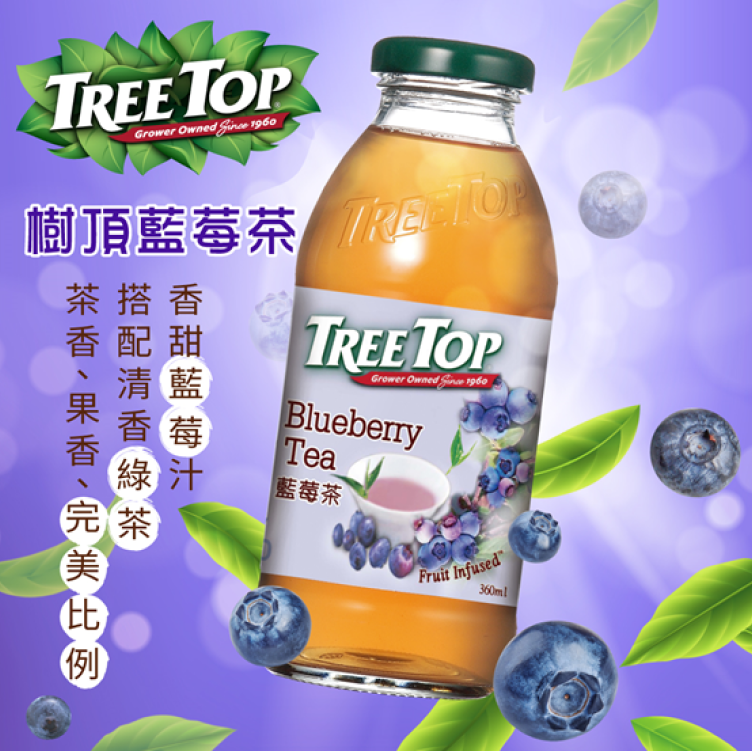 TREE TOP
Grower Owned Since 1960
樹頂藍莓茶
香甜藍莓汁
搭配清香綠茶
茶香、果香、完美比例
TREE TOP
TREE TOP
Grower Owned Since 1960
Blueberry
Tea
藍莓茶
Fruit Infused™
360ml